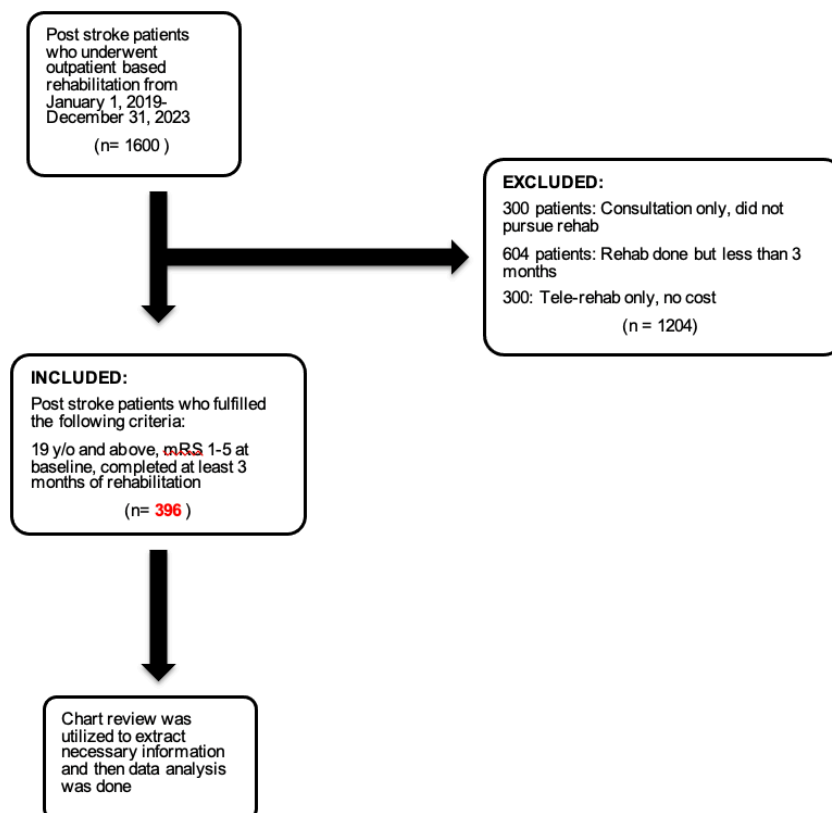 Post stroke patients
who underwent
outpatient based
rehabilitation from
January 1, 2019-
December 31, 2023
(n= 1600 )
EXCLUDED:
300 patients: Consultation only, did not
pursue rehab
604 patients: Rehab done but less than 3
months
300: Tele-rehab only, no cost
(n = 1204)
INCLUDED:
Post stroke patients who fulfilled
the following criteria:
19 y/o and above, mRS 1-5 at
baseline, completed at least 3
months of rehabilitation
(n= 396 )
Chart review was
utilized to extract
necessary information
and then data analysis
was done